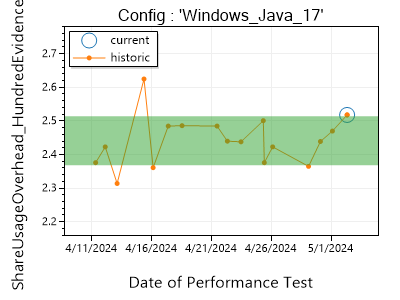 Config : 'Windows_Java_17'
current
historic
ShareUsageOverhead_HundredEvidence
2.7
2.6
2.5
2.4
2.3
2.2
4/11/2024
4/16/2024
4/21/2024
4/26/2024
5/1/2024
Date of Performance Test